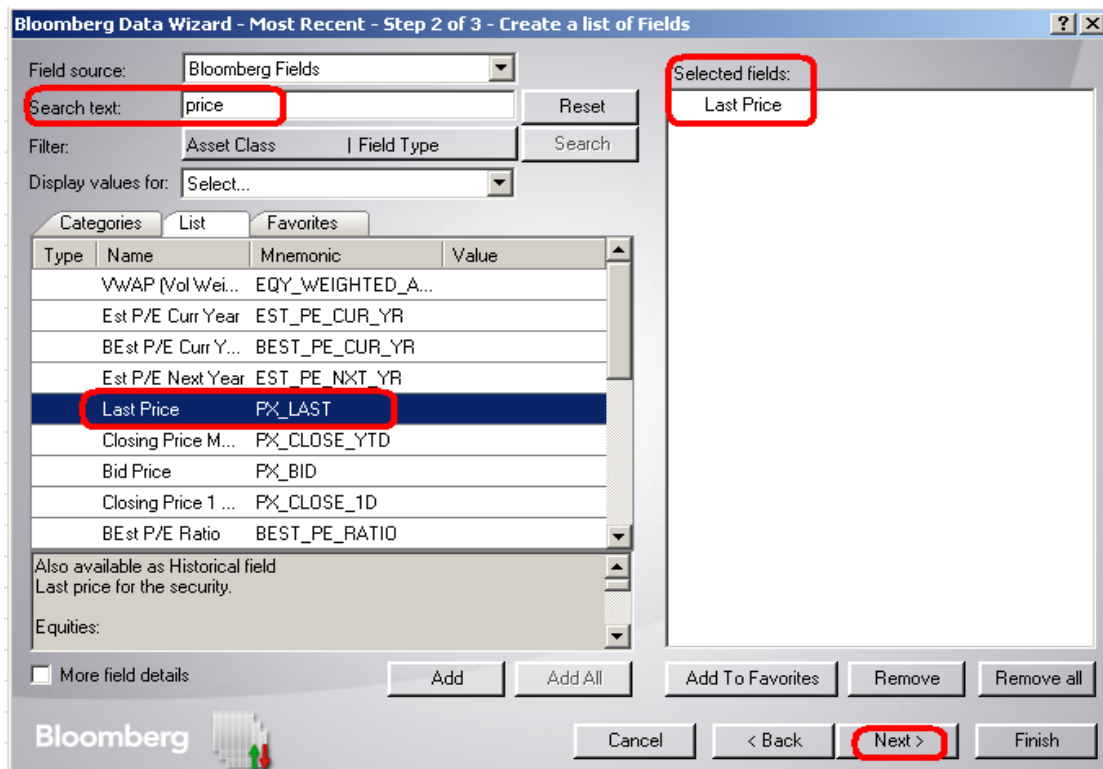 Bloomberg Data Wizard - Most Recent - Step 2 of 3 - Create a list of Fields
Field source: Bloomberg Fields
Search text: price Reset
Filter: Asset Class | Field Type Search
Display values for: Select...
Categories List Favorites
Type Name Mnemonic Value
VWAP (Vol Wei... EQY_WEIGHTED_A...
Est P/E Curr Year EST_PE_CUR_YR
BEst P/E Curr Y... BEST_PE_CUR_YR
Est P/E Next Year EST_PE_NXT_YR
Last Price PX_LAST
Closing Price M... PX_CLOSE_YTD
Bid Price PX_BID
Closing Price 1 ... PX_CLOSE_1D
BEst P/E Ratio BEST_PE_RATIO
Also available as Historical field
Last price for the security.
Equities:
More field details Add Add All
Selected fields:
Last Price
Add To Favorites Remove Remove all
Bloomberg Cancel < Back Next > Finish